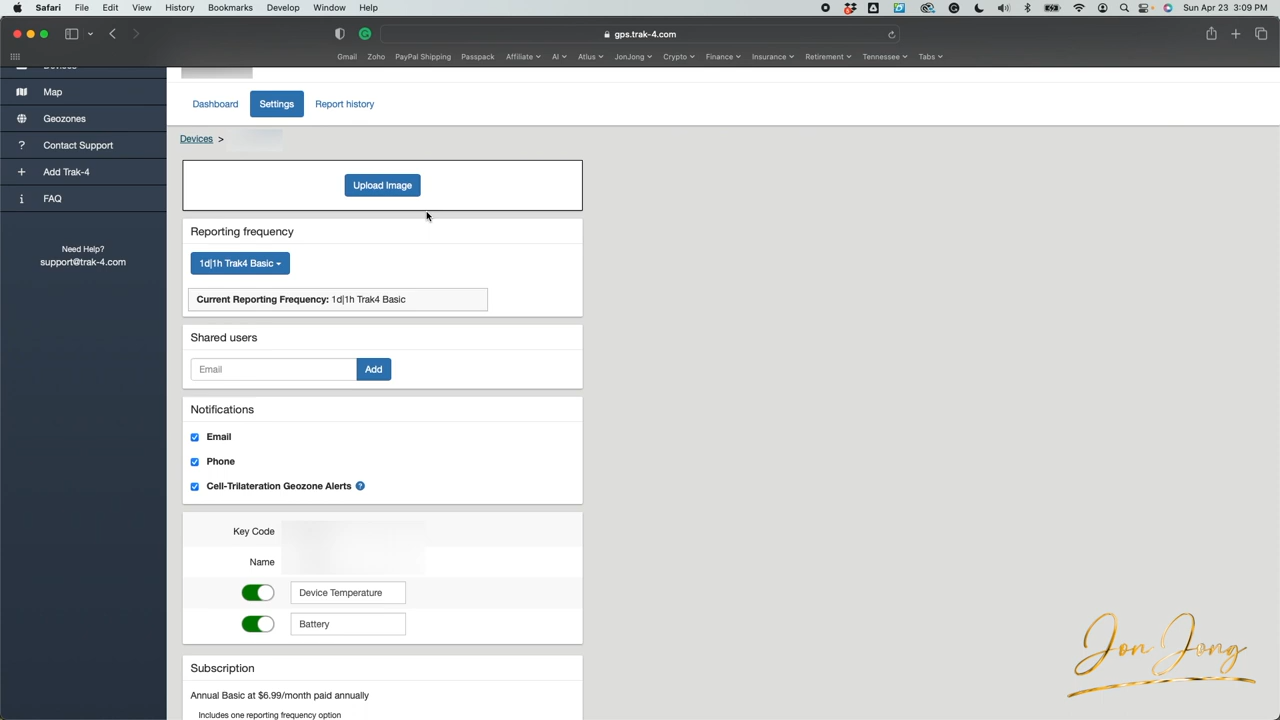 Safari File Edit View History Bookmarks Develop Window Help Sun Apr 23 3:09 PM
gps.trak-4.com
Gmail Zoho PayPal Shipping Passpack Affiliate AI Atlus JonJong Crypto Finance Insurance Retirement Tennessee Tabs
Devices
Map
Geozones
? Contact Support
+ Add Trak-4
i FAQ
Need Help?
support@trak-4.com
Dashboard Settings Report history
Devices >
Upload Image
Reporting frequency
1d|1h Trak4 Basic
Current Reporting Frequency: 1d|1h Trak4 Basic
Shared users
Email Add
Notifications
Email
Phone
Cell-Trilateration Geozone Alerts ?
Key Code
Name
Device Temperature
Battery
Subscription
Annual Basic at $6.99/month paid annually
Includes one reporting frequency option
Jon Jong